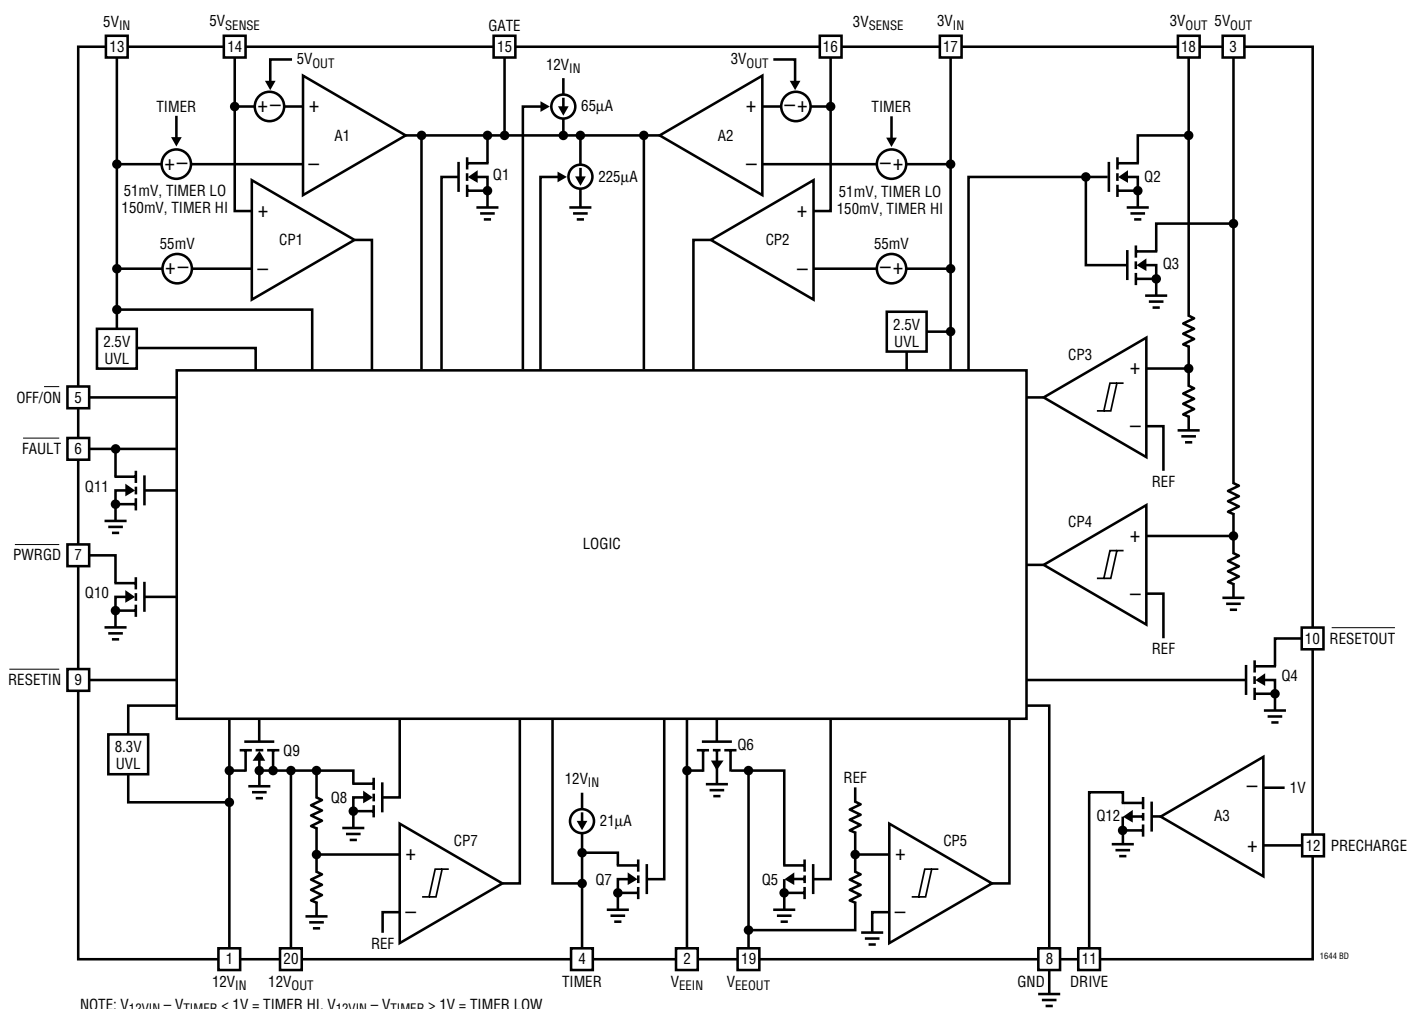 5VIN
5VSENSE
GATE
3VSENSE
3VIN
3VOUT
5VOUT
13
14
15
16
17
18
3
5VOUT
12VIN
3VOUT
TIMER
65µA
TIMER
+−
+
A1
+
A2
−+
+−
−
Q1
225µA
−
−+
Q2
51mV, TIMER LO
150mV, TIMER HI
51mV, TIMER LO
150mV, TIMER HI
+
CP1
+
CP2
55mV
55mV
Q3
+−
−
−
−+
2.5V
UVL
2.5V
UVL
CP3
+
−
REF
OFF/ON
5
FAULT
6
Q11
CP4
+
−
REF
PWRGD
7
Q10
LOGIC
10
RESETOUT
RESETIN
9
Q4
8.3V
UVL
Q9
Q6
Q8
12VIN
REF
21µA
1V
−
Q12
A3
+
12
PRECHARGE
CP7
+
−
REF
Q7
Q5
CP5
+
−
1
20
4
2
19
8
11
1644 BD
12VIN
12VOUT
TIMER
VEEIN
VEEOUT
GND
DRIVE
NOTE: V12VIN – VTIMER < 1V = TIMER HI, V12VIN – VTIMER > 1V = TIMER LOW